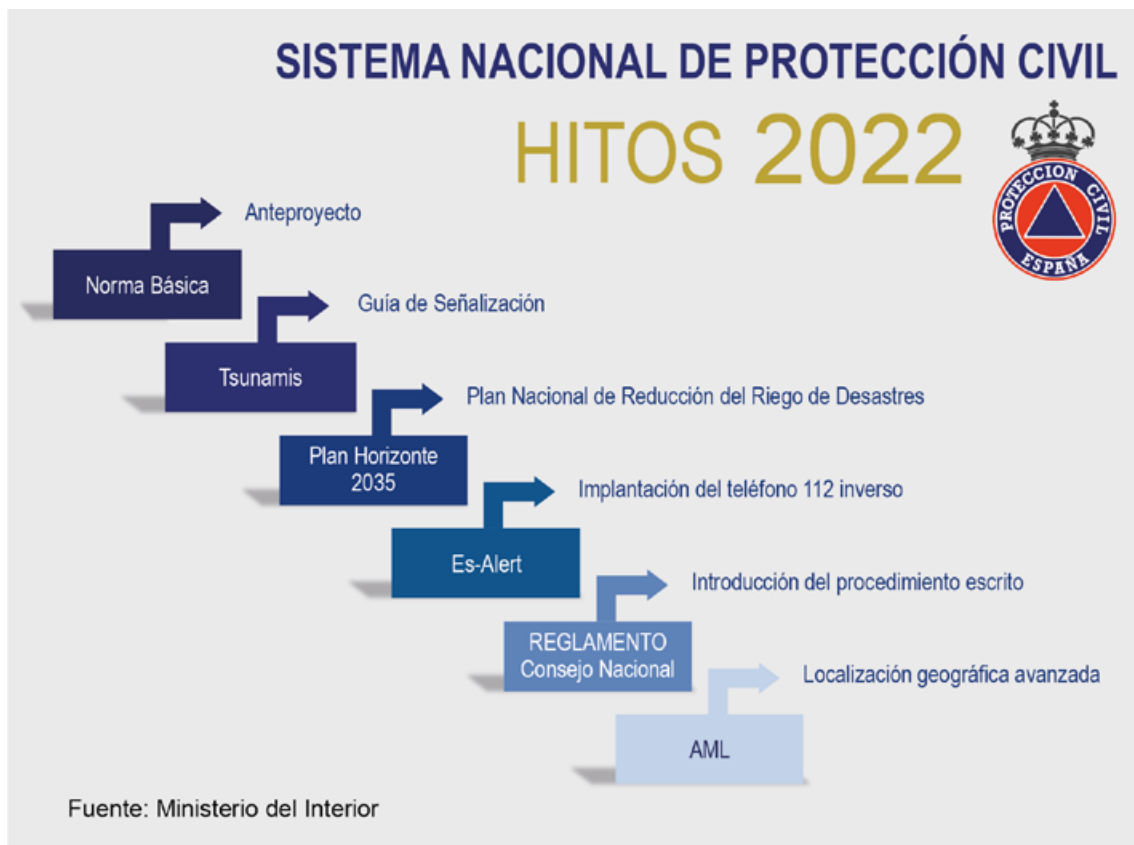 SISTEMA NACIONAL DE PROTECCIÓN CIVIL
HITOS 2022
PROTECCION CIVIL
ESPAÑA
Anteproyecto
Norma Básica
Guía de Señalización
Tsunamis
Plan Nacional de Reducción del Riego de Desastres
Plan Horizonte
2035
Implantación del teléfono 112 inverso
Es-Alert
Introducción del procedimiento escrito
REGLAMENTO
Consejo Nacional
Localización geográfica avanzada
AML
Fuente: Ministerio del Interior